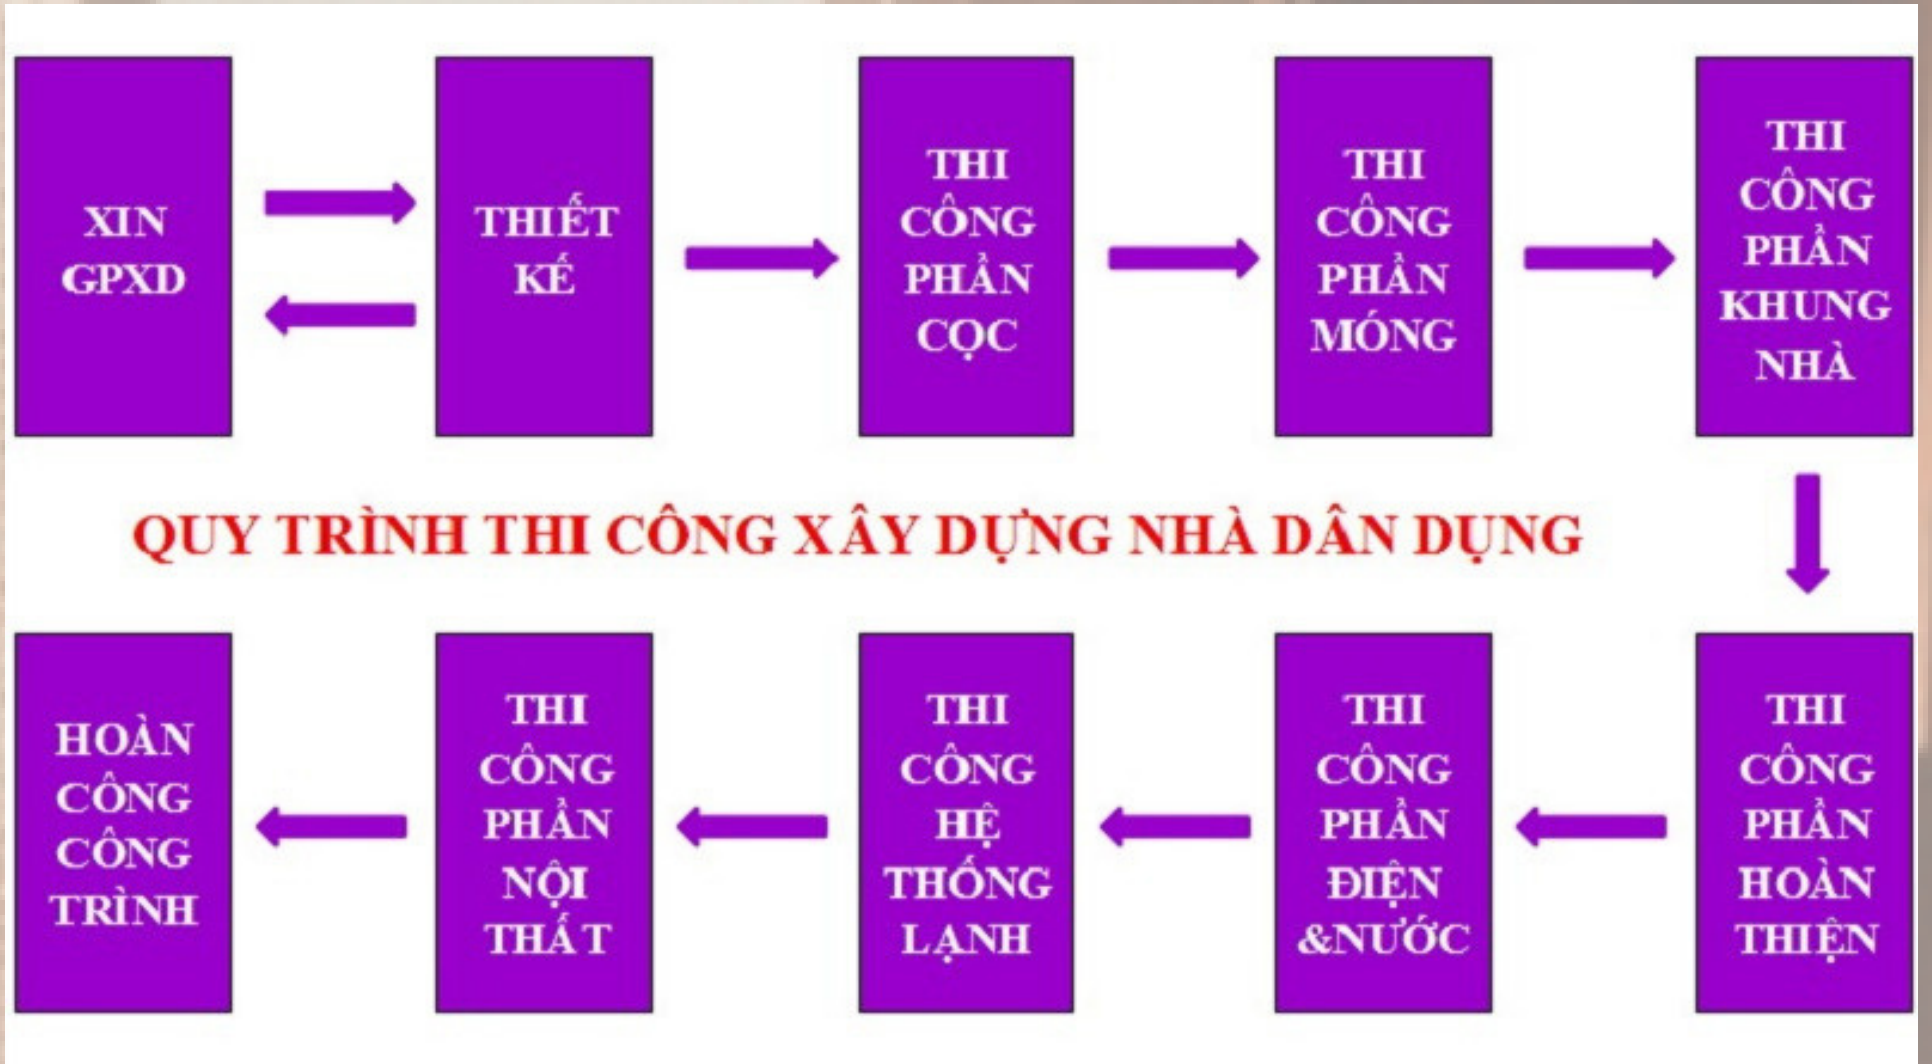 XIN
GPXD
THIẾT
KẾ
THI
CÔNG
PHẦN
CỌC
THI
CÔNG
PHẦN
MÓNG
THI
CÔNG
PHẦN
KHUNG
NHÀ
QUY TRÌNH THI CÔNG XÂY DỰNG NHÀ DÂN DỤNG
THI
CÔNG
PHẦN
HOÀN
THIỆN
THI
CÔNG
PHẦN
ĐIỆN
&NƯỚC
THI
CÔNG
HỆ
THỐNG
LẠNH
THI
CÔNG
PHẦN
NỘI
THẤT
HOÀN
CÔNG
CÔNG
TRÌNH